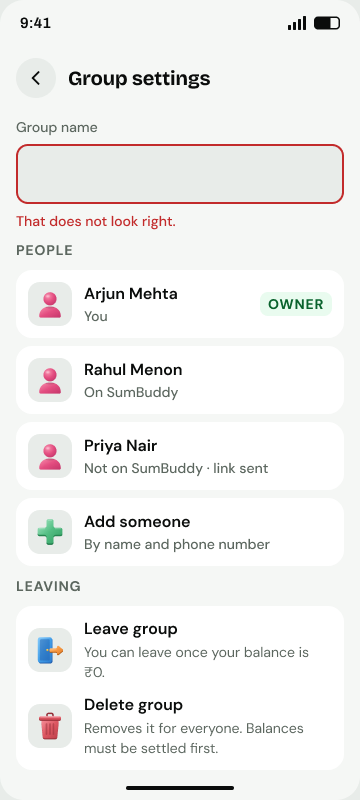 9:41
Group settings
Group name
That does not look right.
PEOPLE
Arjun Mehta
You
OWNER
Rahul Menon
On SumBuddy
Priya Nair
Not on SumBuddy · link sent
Add someone
By name and phone number
LEAVING
Leave group
You can leave once your balance is
₹0.
Delete group
Removes it for everyone. Balances
must be settled first.